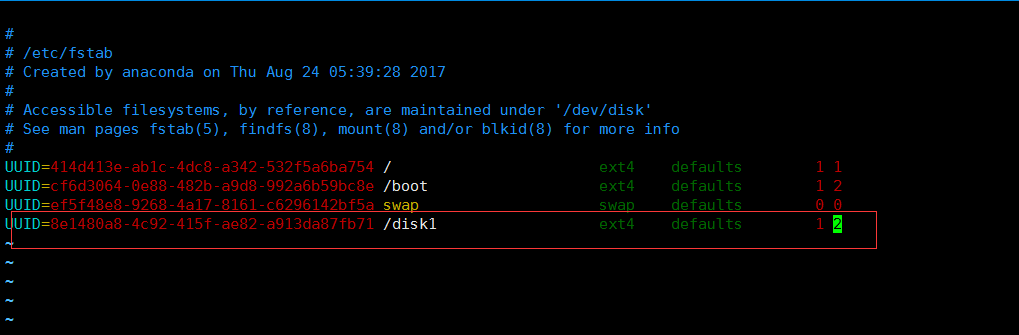 #
# /etc/fstab
# Created by anaconda on Thu Aug 24 05:39:28 2017
#
# Accessible filesystems, by reference, are maintained under '/dev/disk'
# See man pages fstab(5), findfs(8), mount(8) and/or blkid(8) for more info
#
UUID=414d413e-ab1c-4dc8-a342-532f5a6ba754 / ext4 defaults 1 1
UUID=cf6d3064-0e88-482b-a9d8-992a6b59bc8e /boot ext4 defaults 1 2
UUID=ef5f48e8-9268-4a17-8161-c6296142bf5a swap swap defaults 0 0
UUID=8e1480a8-4c92-415f-ae82-a913da87fb71 /disk1 ext4 defaults 1 2
~
~
~
~
~